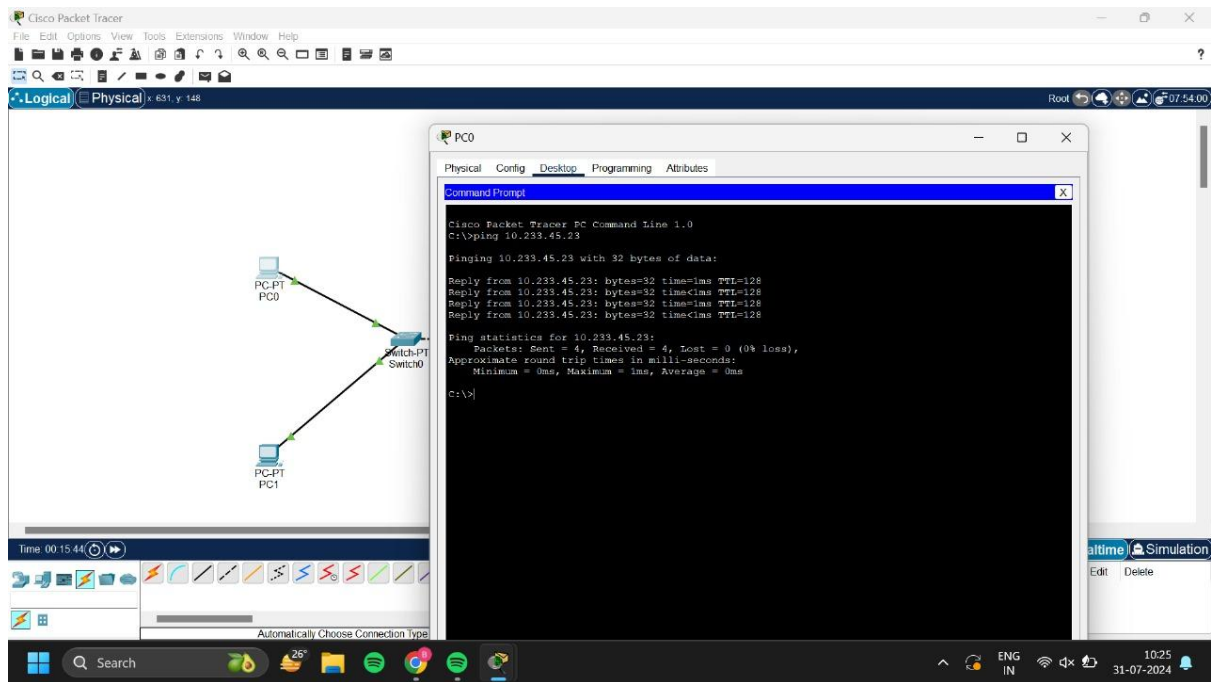 Cisco Packet Tracer
File Edit Options View Tools Extensions Window Help
?
Logical Physical x: 631, y: 148 Root 07:54:00
PC0
Physical Config Desktop Programming Attributes
Command Prompt X
Cisco Packet Tracer PC Command Line 1.0
C:\>ping 10.233.45.23
Pinging 10.233.45.23 with 32 bytes of data:
Reply from 10.233.45.23: bytes=32 time=1ms TTL=128
Reply from 10.233.45.23: bytes=32 time<1ms TTL=128
Reply from 10.233.45.23: bytes=32 time=1ms TTL=128
Reply from 10.233.45.23: bytes=32 time<1ms TTL=128
Ping statistics for 10.233.45.23:
Packets: Sent = 4, Received = 4, Lost = 0 (0% loss),
Approximate round trip times in milli-seconds:
Minimum = 0ms, Maximum = 1ms, Average = 0ms
C:\>
PC-PT
PC0
Switch-PT
Switch0
PC-PT
PC1
Time: 00:15:44 altime Simulation
Edit Delete
Automatically Choose Connection Type
Search 26° ENG IN 10:25 31-07-2024